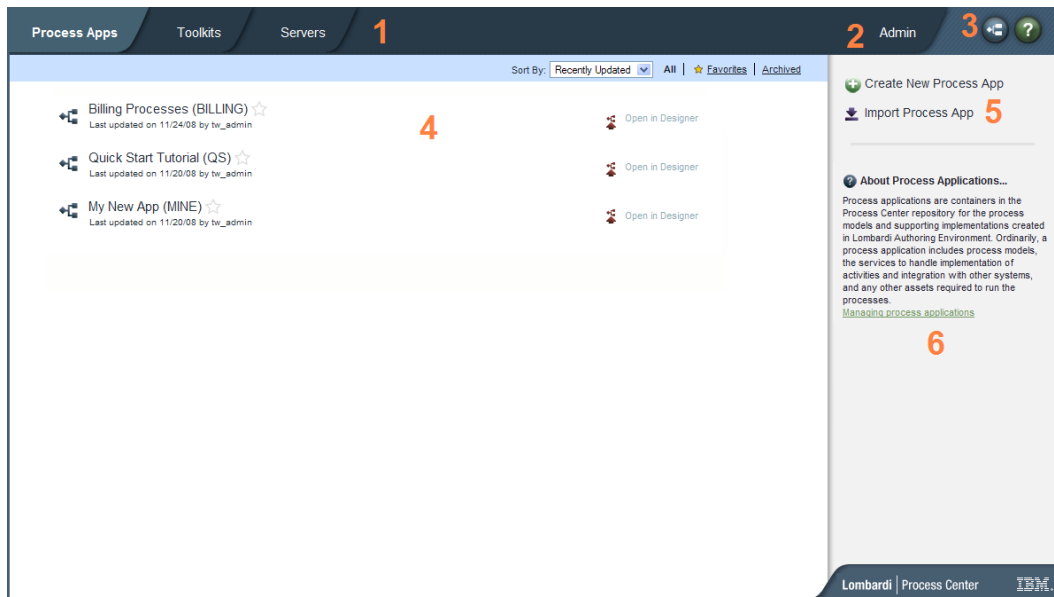 Process Apps Toolkits Servers 1 2 Admin 3 ?
Sort By: Recently Updated All | Favorites | Archived
Billing Processes (BILLING)
Last updated on 11/24/08 by tw_admin
Open in Designer
4
Quick Start Tutorial (QS)
Last updated on 11/20/08 by tw_admin
Open in Designer
My New App (MINE)
Last updated on 11/20/08 by tw_admin
Open in Designer
Create New Process App
Import Process App 5
? About Process Applications...
Process applications are containers in the
Process Center repository for the process
models and supporting implementations created
in Lombardi Authoring Environment. Ordinarily, a
process application includes process models,
the services to handle implementation of
activities and integration with other systems,
and any other assets required to run the
processes.
Managing process applications
6
Lombardi | Process Center IBM.